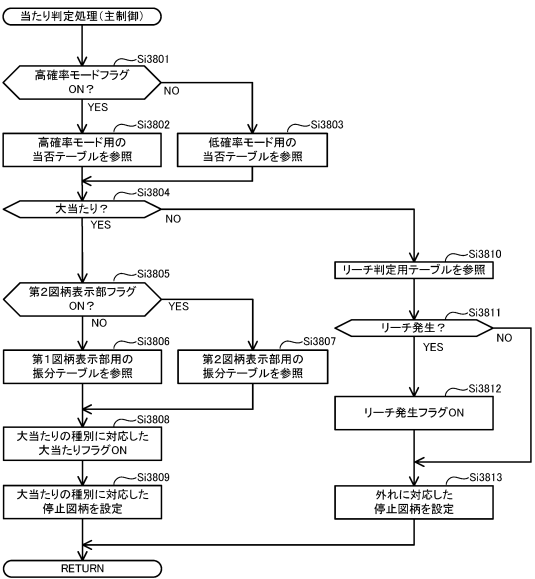 当たり判定処理(主制御)
Si3801
高確率モードフラグ
ON?
NO
YES
Si3802
高確率モード用の
当否テーブルを参照
Si3803
低確率モード用の
当否テーブルを参照
Si3804
大当たり?
NO
YES
Si3810
リーチ判定用テーブルを参照
Si3805
第2図柄表示部フラグ
ON?
YES
NO
Si3811
リーチ発生?
NO
YES
Si3806
第1図柄表示部用の
振分テーブルを参照
Si3807
第2図柄表示部用の
振分テーブルを参照
Si3812
リーチ発生フラグON
Si3808
大当たりの種別に対応した
大当たりフラグON
Si3809
大当たりの種別に対応した
停止図柄を設定
Si3813
外れに対応した
停止図柄を設定
RETURN